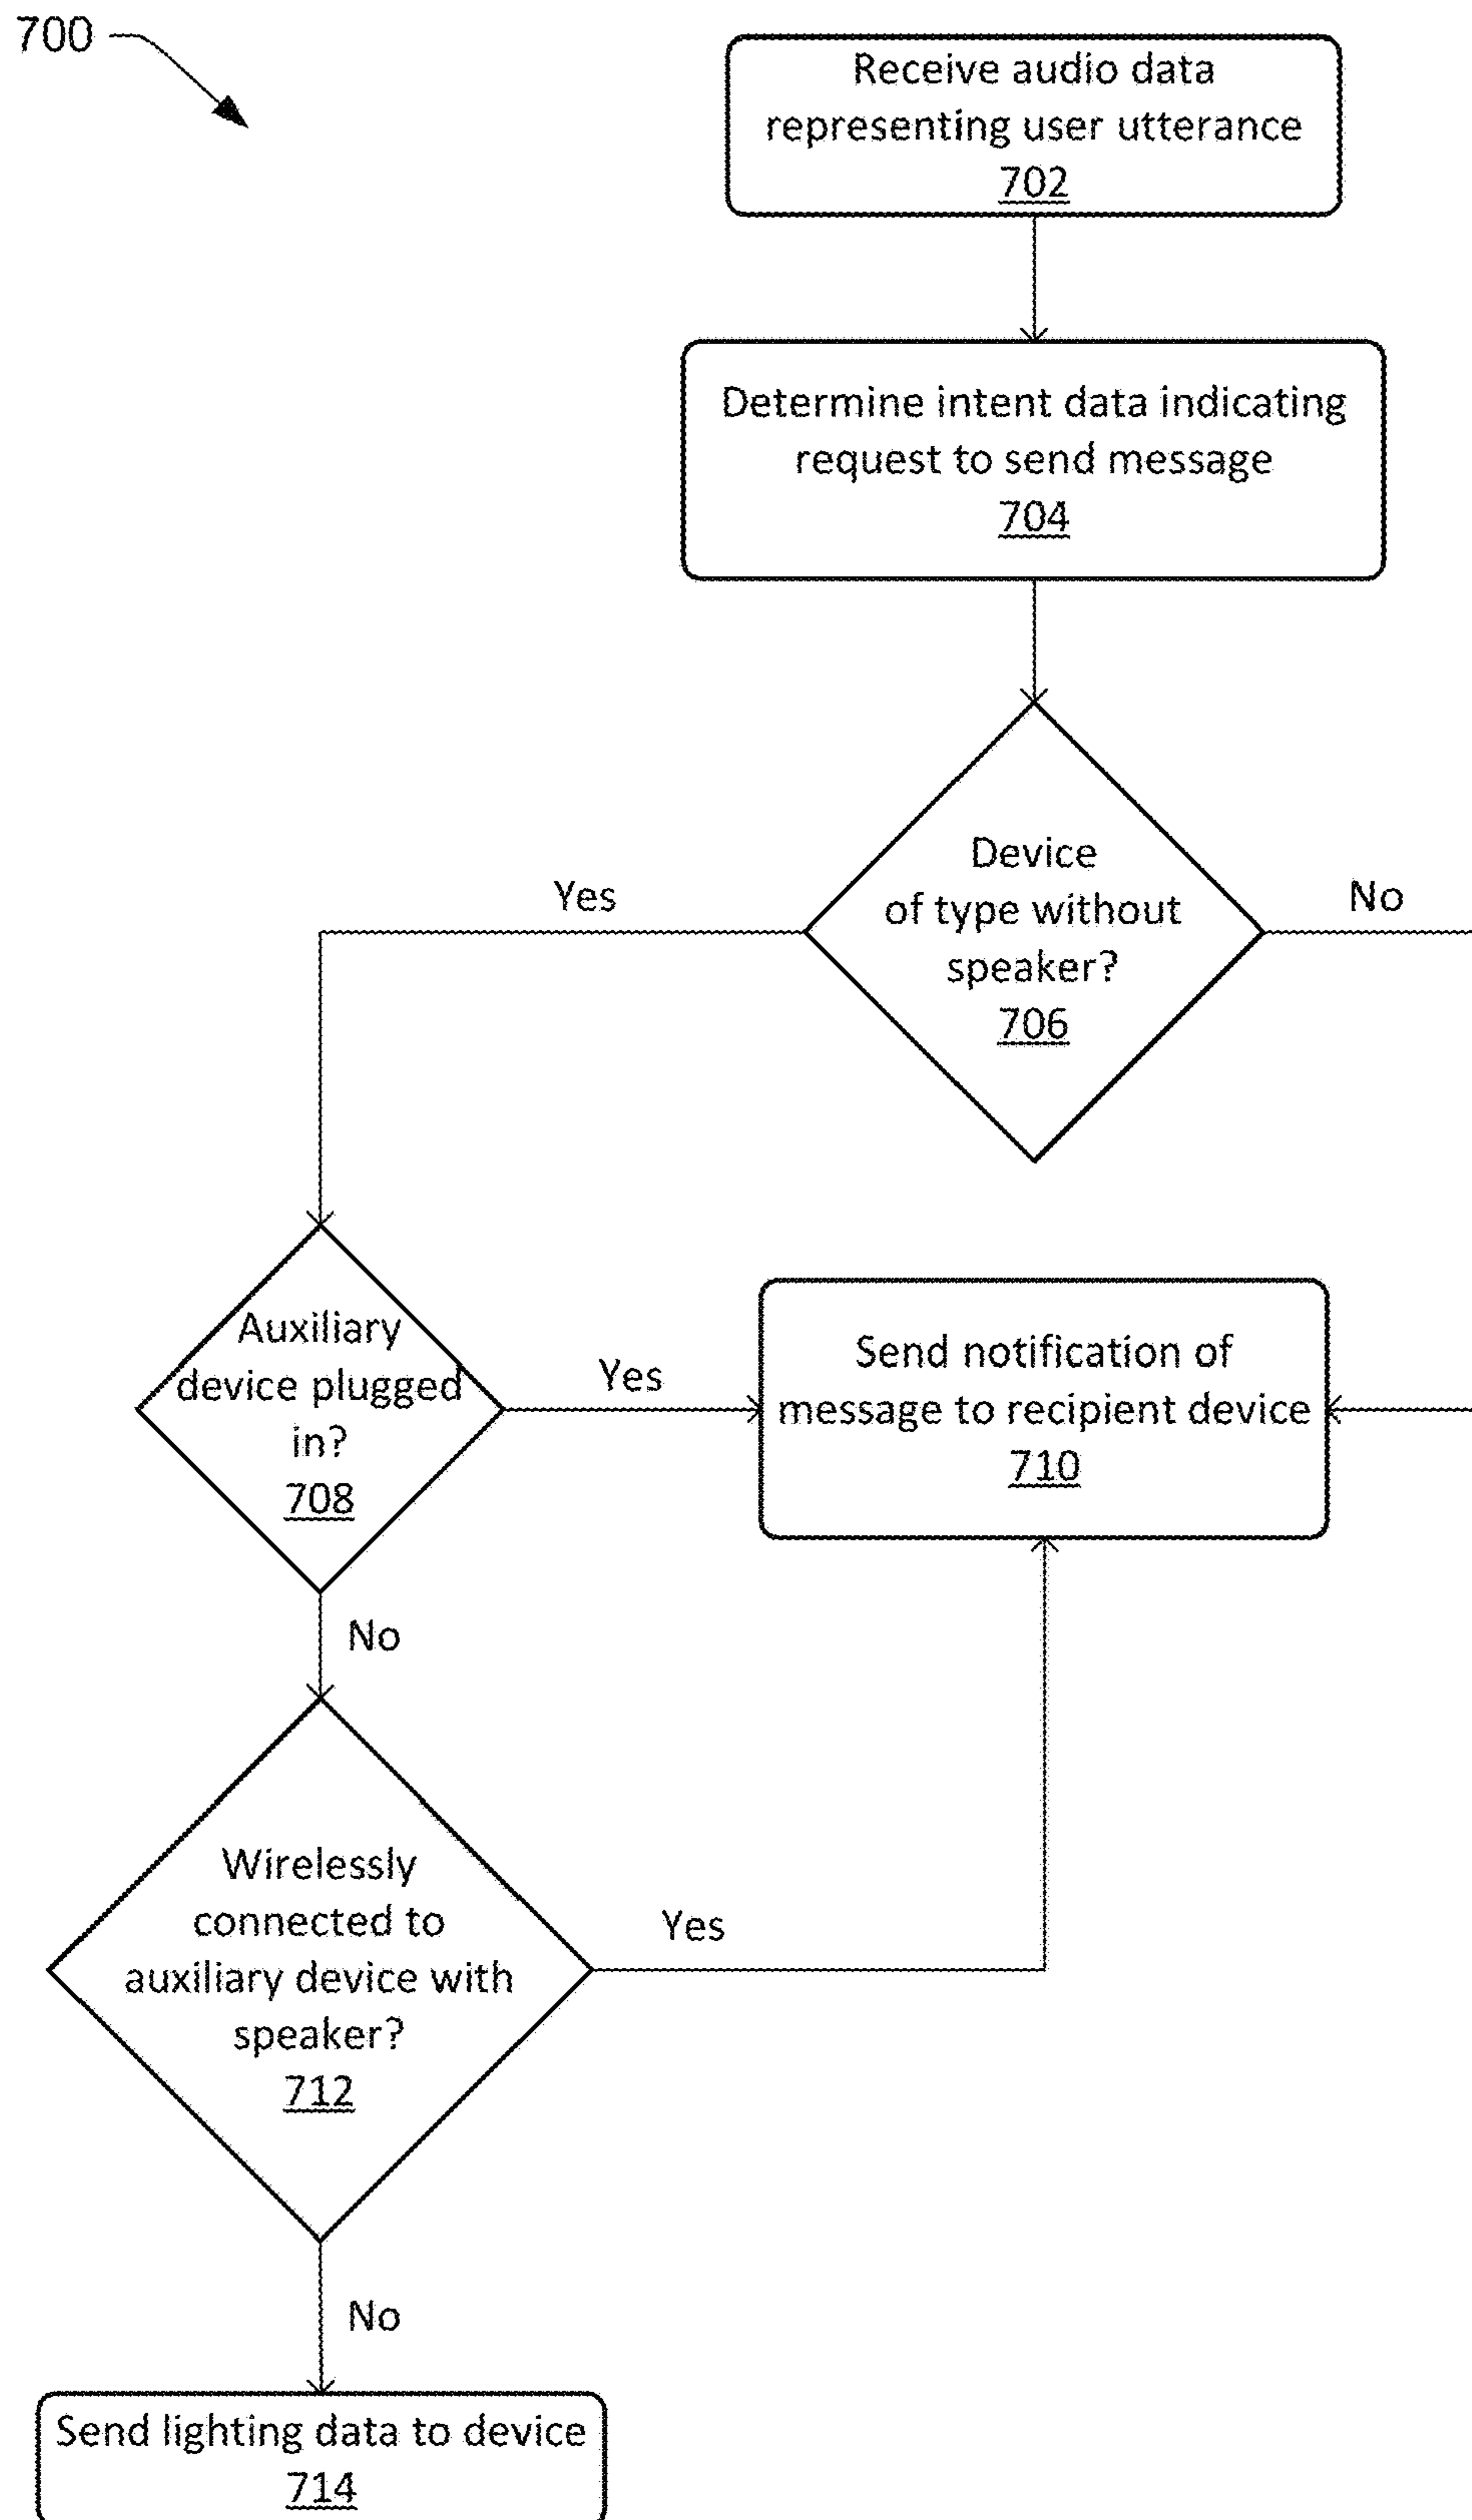 700
Receive audio data
representing user utterance
702
Determine intent data indicating
request to send message
704
Device
of type without
speaker?
706
Yes
No
Auxiliary
device plugged
in?
708
Yes
Send notification of
message to recipient device
710
No
Wirelessly
connected to
auxiliary device with
speaker?
712
Yes
No
Send lighting data to device
714